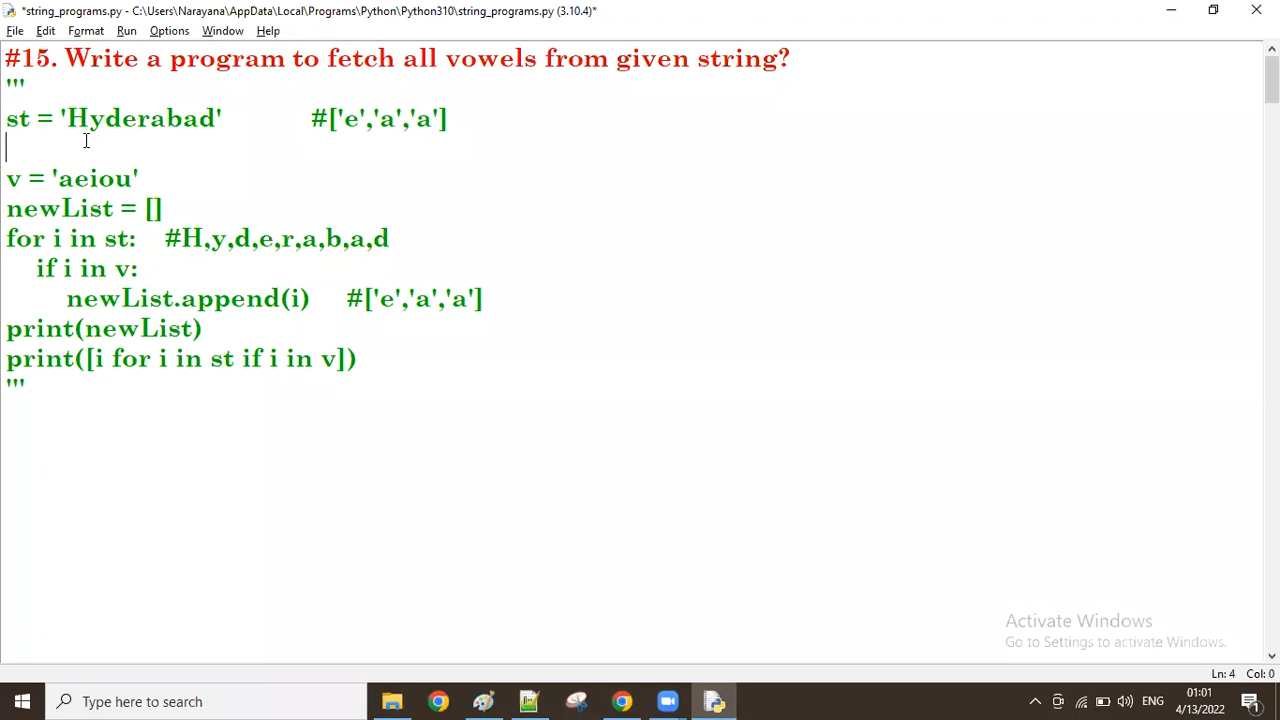 *string_programs.py - C:\Users\Narayana\AppData\Local\Programs\Python\Python310\string_programs.py (3.10.4)*
File Edit Format Run Options Window Help
#15. Write a program to fetch all vowels from given string?
'''
st = 'Hyderabad' #['e','a','a']
v = 'aeiou'
newList = []
for i in st: #H,y,d,e,r,a,b,a,d
if i in v:
newList.append(i) #['e','a','a']
print(newList)
print([i for i in st if i in v])
'''
Activate Windows
Go to Settings to activate Windows.
Ln: 4 Col: 0
Type here to search
ENG
01:01
4/13/2022
1